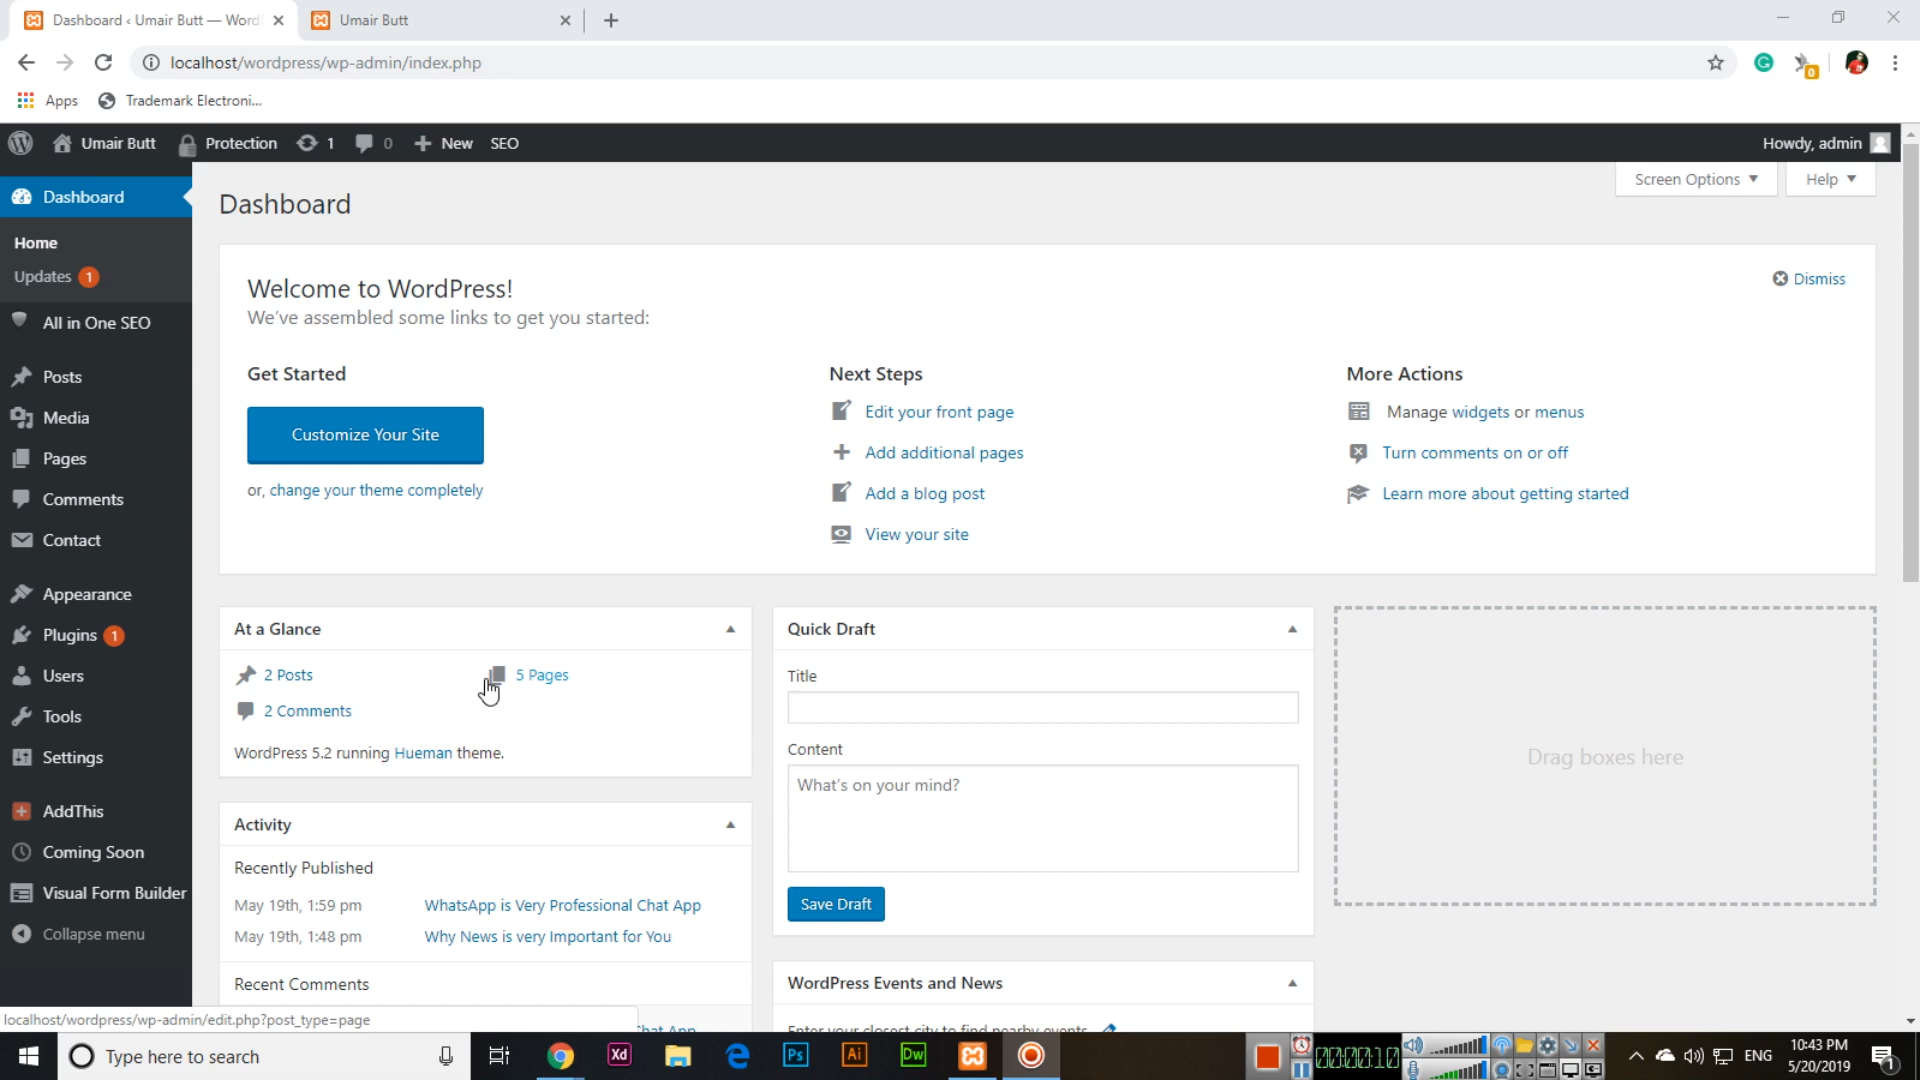 Dashboard ‹ Umair Butt — Word
Umair Butt
localhost/wordpress/wp-admin/index.php
0
Apps
Trademark Electroni...
Umair Butt
Protection
1
0
New
SEO
Howdy, admin
Dashboard
Home
Updates 1
All in One SEO
Posts
Media
Pages
Comments
Contact
Appearance
Plugins 1
Users
Tools
Settings
AddThis
Coming Soon
Visual Form Builder
Collapse menu
Screen Options
Help
Dashboard
Welcome to WordPress!
We've assembled some links to get you started:
Dismiss
Get Started
Customize Your Site
or, change your theme completely
Next Steps
Edit your front page
Add additional pages
Add a blog post
View your site
More Actions
Manage widgets or menus
Turn comments on or off
Learn more about getting started
At a Glance
2 Posts
5 Pages
2 Comments
WordPress 5.2 running Hueman theme.
Activity
Recently Published
May 19th, 1:59 pm
WhatsApp is Very Professional Chat App
May 19th, 1:48 pm
Why News is very Important for You
Recent Comments
Chat App
Quick Draft
Title
Content
What's on your mind?
Save Draft
WordPress Events and News
Enter your closest city to find nearby events.
Drag boxes here
localhost/wordpress/wp-admin/edit.php?post_type=page
Type here to search
Xd
Ps
Ai
Dw
00:00:10
ENG
10:43 PM
5/20/2019
1